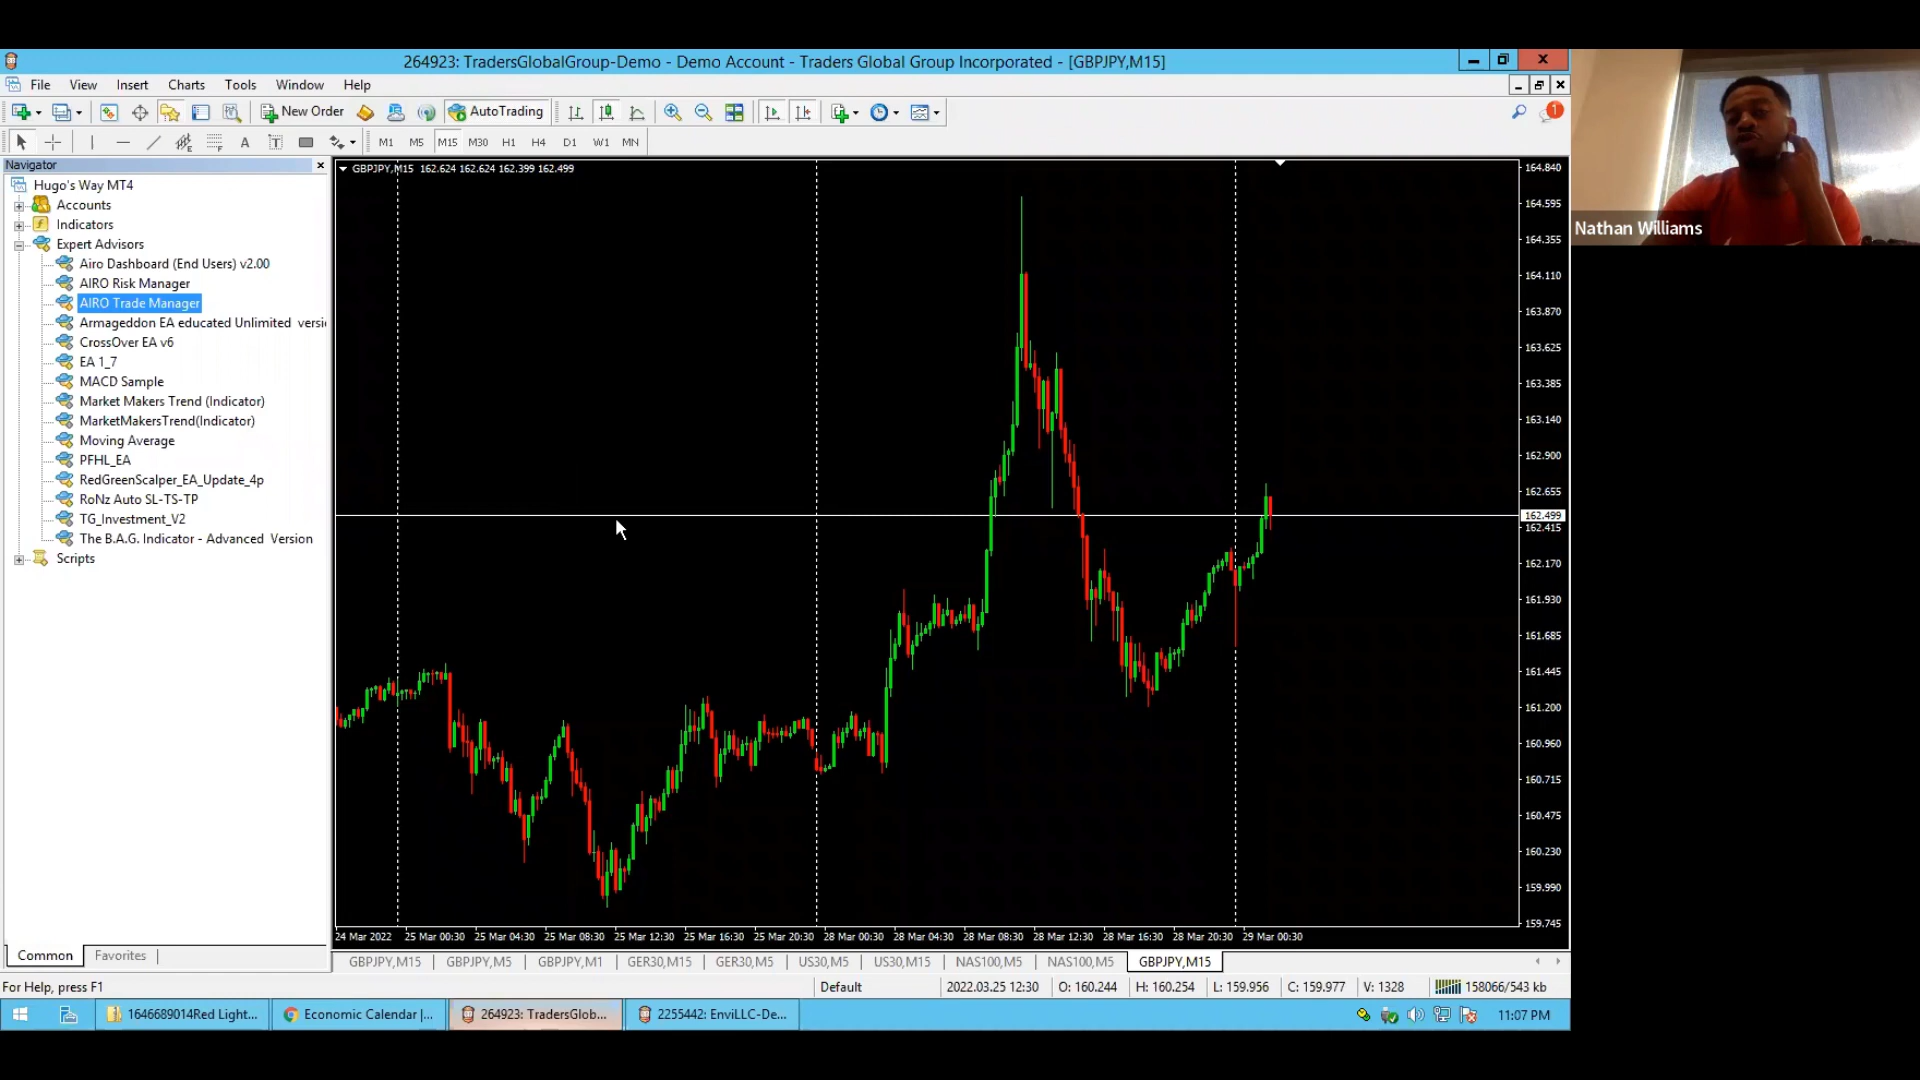 264923: TradersGlobalGroup-Demo - Demo Account - Traders Global Group Incorporated - [GBPJPY,M15]
File View Insert Charts Tools Window Help
New Order AutoTrading
1
A T M1 M5 M15 M30 H1 H4 D1 W1 MN
Navigator
Hugo's Way MT4
Accounts
Indicators
Expert Advisors
Airo Dashboard (End Users) v2.00
AIRO Risk Manager
AIRO Trade Manager
Armageddon EA educated Unlimited versi
CrossOver EA v6
EA 1_7
MACD Sample
Market Makers Trend (Indicator)
MarketMakersTrend(Indicator)
Moving Average
PFHL_EA
RedGreenScalper_EA_Update_4p
RoNz Auto SL-TS-TP
TG_Investment_V2
The B.A.G. Indicator - Advanced Version
Scripts
Common Favorites
GBPJPY,M15 162.624 162.624 162.399 162.499
164.840
164.595
164.355
164.110
163.870
163.625
163.385
163.140
162.900
162.655
162.499
162.415
162.170
161.930
161.685
161.445
161.200
160.960
160.715
160.475
160.230
159.990
159.745
24 Mar 2022 25 Mar 00:30 25 Mar 04:30 25 Mar 08:30 25 Mar 12:30 25 Mar 16:30 25 Mar 20:30 28 Mar 00:30 28 Mar 04:30 28 Mar 08:30 28 Mar 12:30 28 Mar 16:30 28 Mar 20:30 29 Mar 00:30
GBPJPY,M15 GBPJPY,M5 GBPJPY,M1 GER30,M15 GER30,M5 US30,M5 US30,M15 NAS100,M5 NAS100,M5 GBPJPY,M15
For Help, press F1 Default 2022.03.25 12:30 O: 160.244 H: 160.254 L: 159.956 C: 159.977 V: 1328 158066/543 kb
1646689014Red Light... Economic Calendar |... 264923: TradersGlob... 2255442: EnviLLC-De... 11:07 PM
Nathan Williams